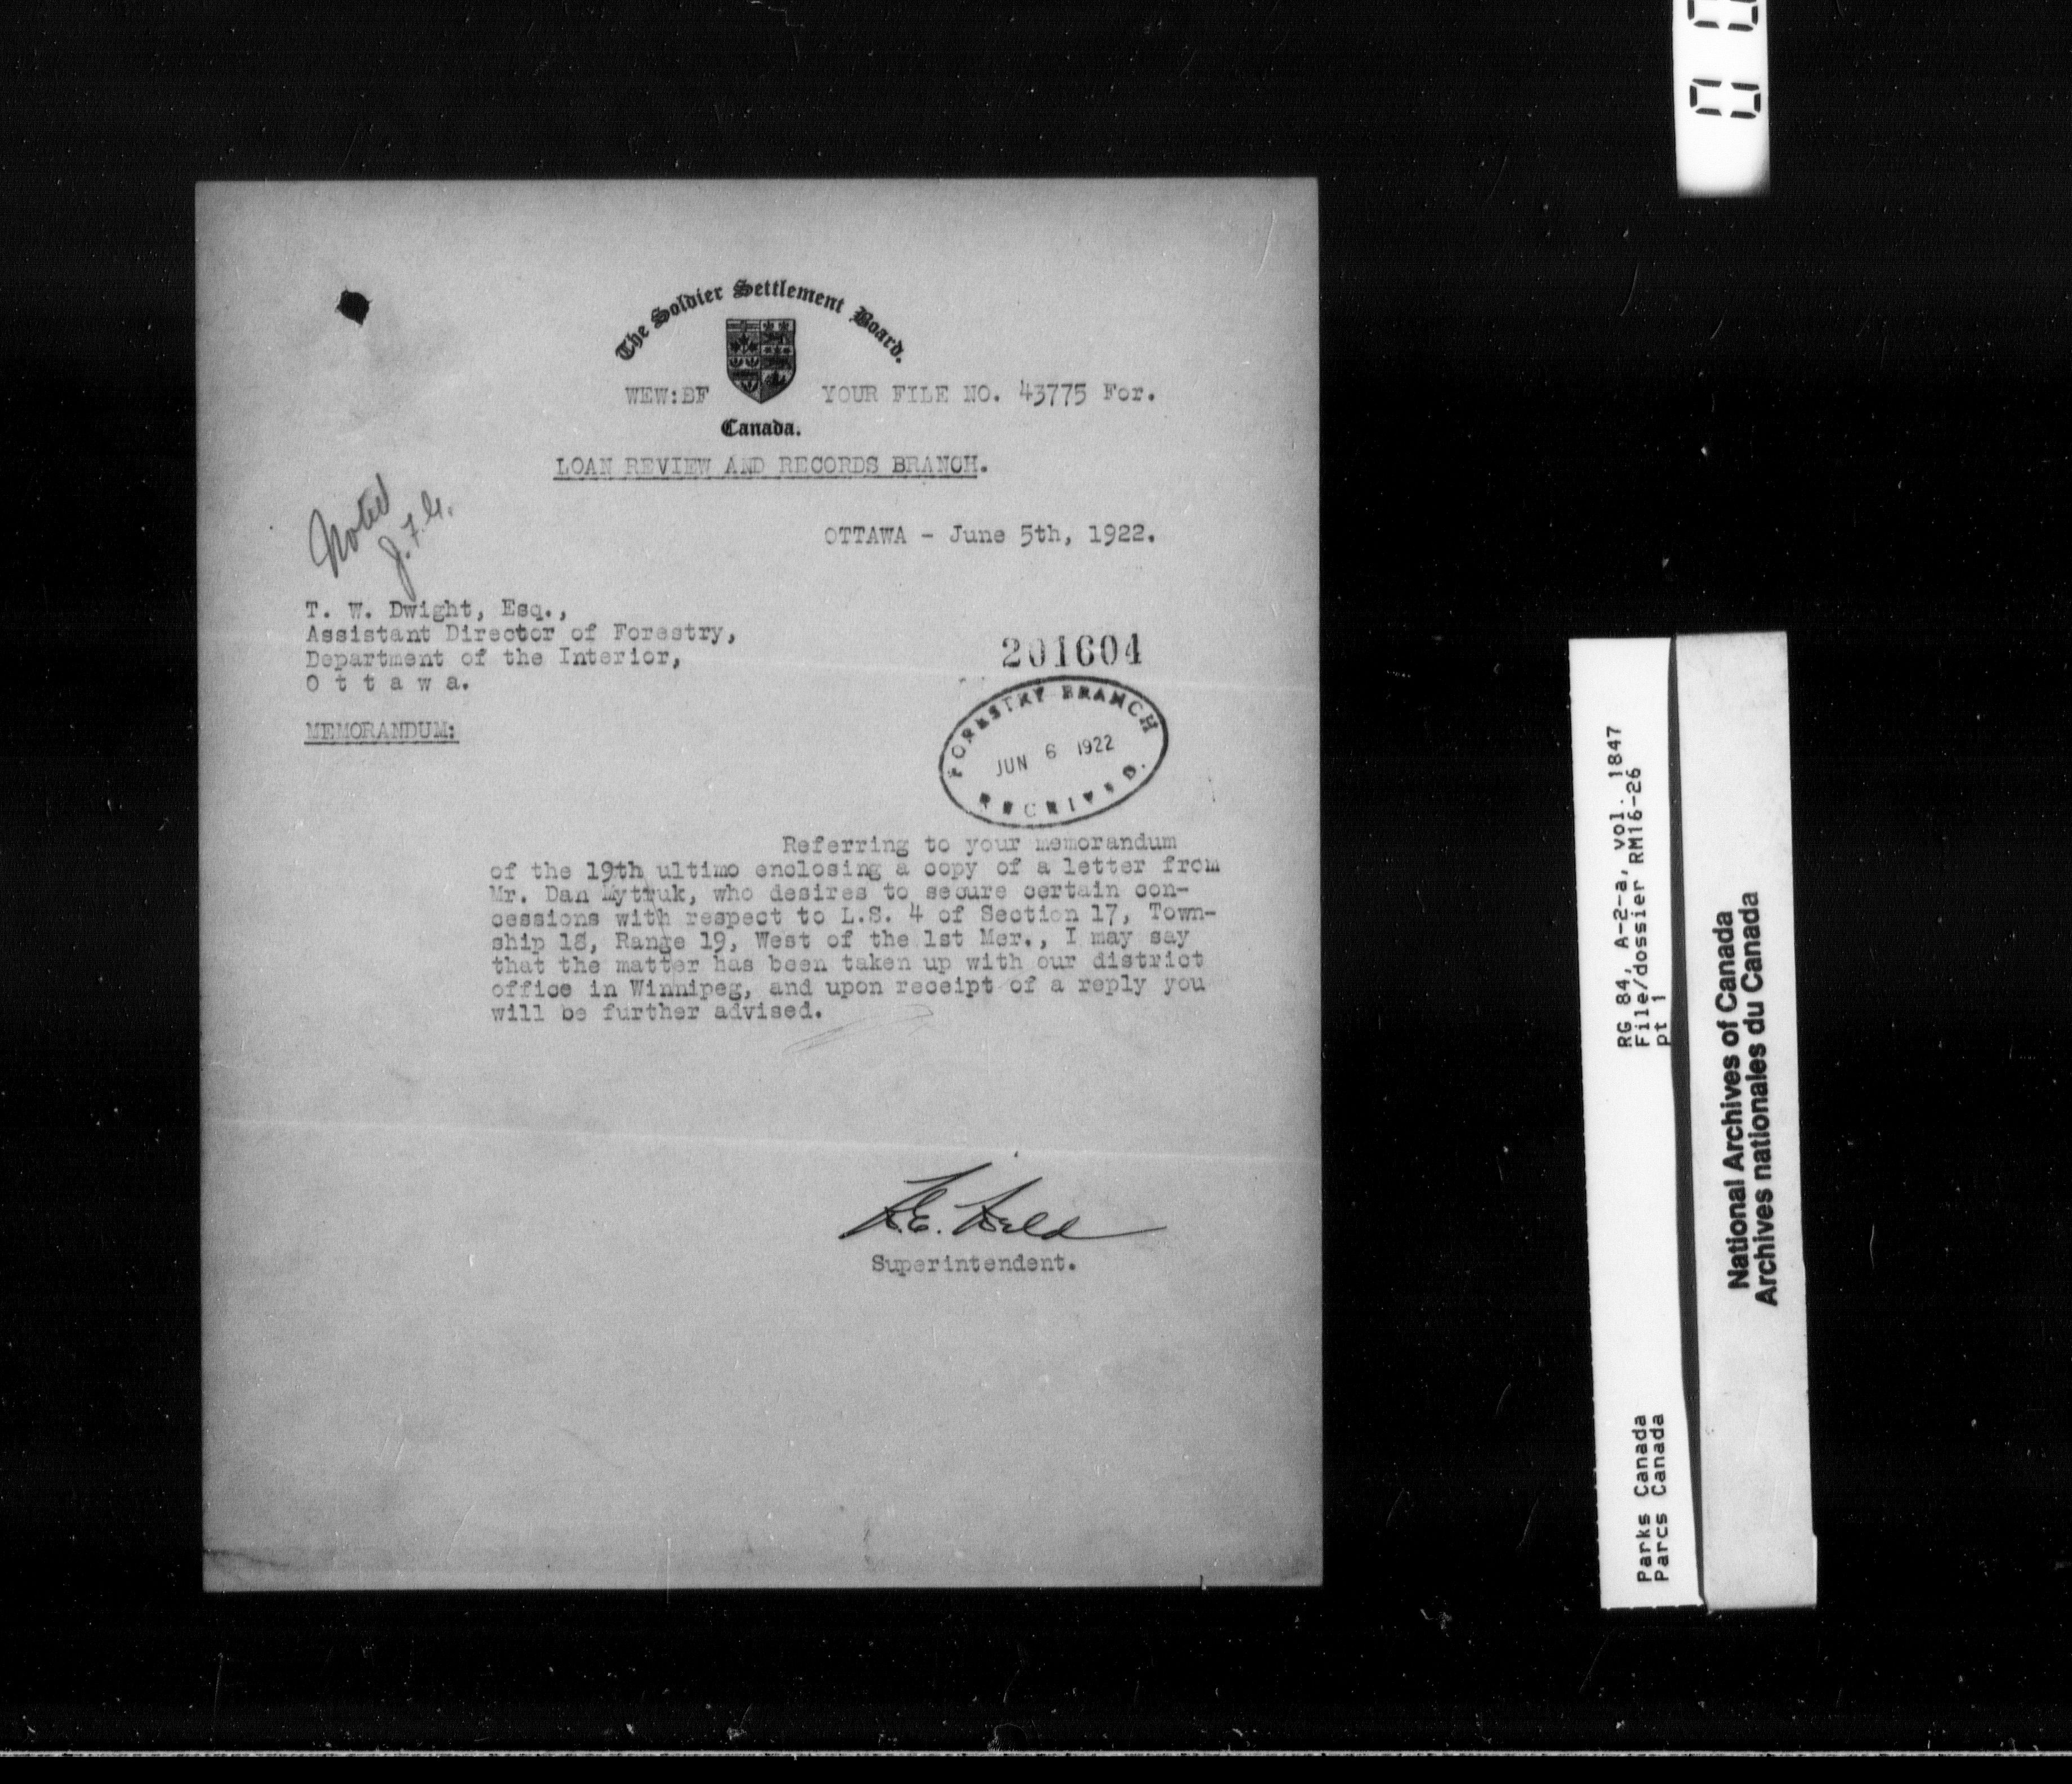 The Soldier Settlement Board.
WEW:BF YOUR FILE NO. 43775 For.
Canada.
LOAN REVIEW AND RECORDS BRANCH.
Noted
J.F.G.
OTTAWA - June 5th, 1922.
T. W. Dwight, Esq.,
Assistant Director of Forestry,
Department of the Interior,
O t t a w a.
201604
MEMORANDUM:
FORESTRY BRANCH
JUN 6 1922
Referring to your memorandum
of the 19th ultimo enclosing a copy of a letter from
Mr. Dan Mytruk, who desires to secure certain con-
cessions with respect to L.S. 4 of Section 17, Town-
ship 18, Range 19, West of the 1st Mer., I may say
that the matter has been taken up with our district
office in Winnipeg, and upon receipt of a reply you
will be further advised.
Superintendent.
RG 84, A-2-a, vol. 1847
File/dossier RM16-26
pt 1
Parks Canada
Parcs Canada
National Archives of Canada
Archives nationales du Canada